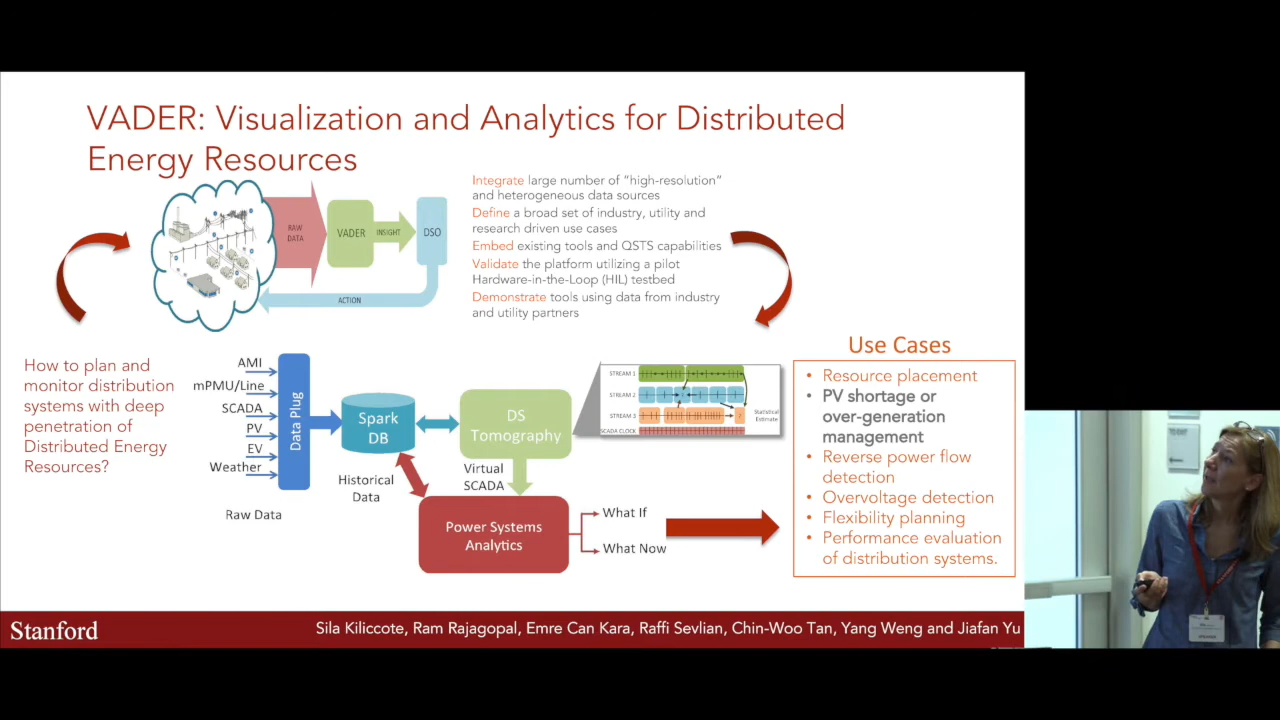 VADER: Visualization and Analytics for Distributed
Energy Resources
RAW
DATA
VADER
INSIGHT
DSO
ACTION
Integrate large number of “high-resolution”
and heterogeneous data sources
Define a broad set of industry, utility and
research driven use cases
Embed existing tools and QSTS capabilities
Validate the platform utilizing a pilot
Hardware-in-the-Loop (HIL) testbed
Demonstrate tools using data from industry
and utility partners
How to plan and
monitor distribution
systems with deep
penetration of
Distributed Energy
Resources?
AMI
mPMU/Line
SCADA
PV
EV
Weather
Raw Data
Data Plug
Spark
DB
Historical
Data
DS
Tomography
Virtual
SCADA
Power Systems
Analytics
What If
What Now
STREAM 1
STREAM 2
STREAM 3
SCADA CLOCK
Statistical
Estimate
Use Cases
• Resource placement
• PV shortage or
over-generation
management
• Reverse power flow
detection
• Overvoltage detection
• Flexibility planning
• Performance evaluation
of distribution systems.
Stanford
Sila Kiliccote, Ram Rajagopal, Emre Can Kara, Raffi Sevlian, Chin-Woo Tan, Yang Weng and Jiafan Yu